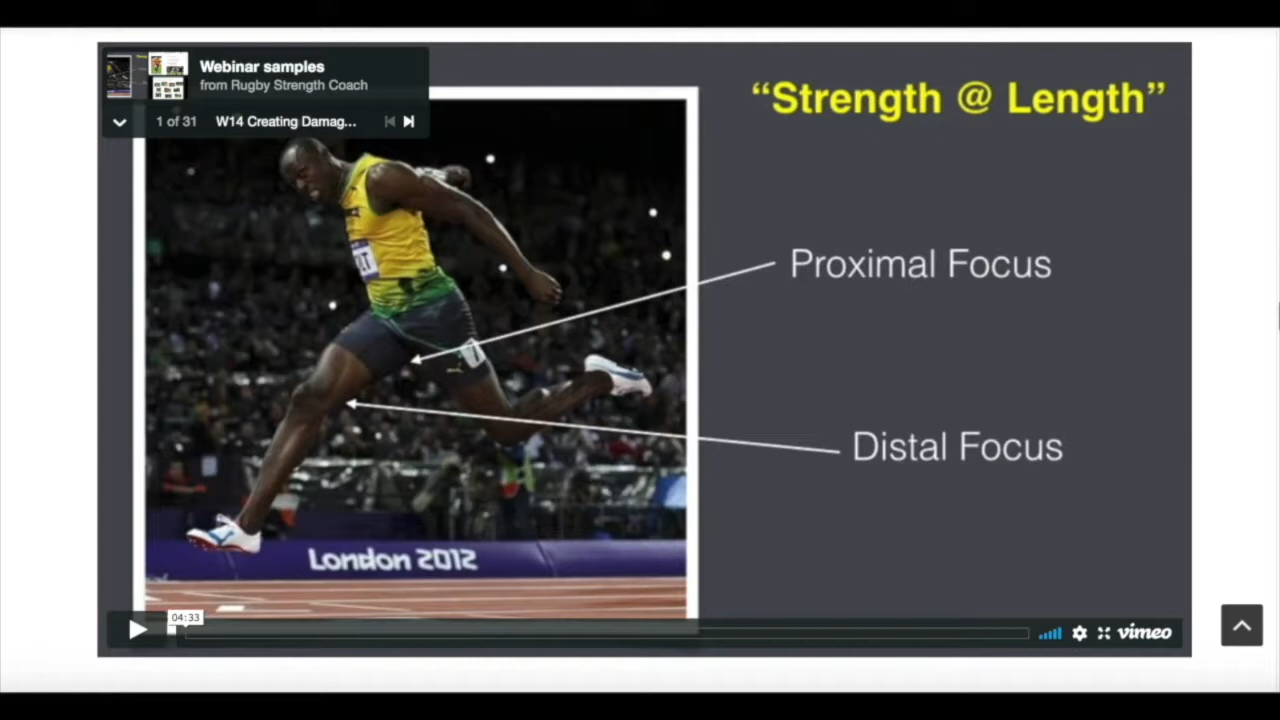 Webinar samples
from Rugby Strength Coach
1 of 31 W14 Creating Damag...
“Strength @ Length”
Proximal Focus
Distal Focus
LT
London 2012
04:33
vimeo